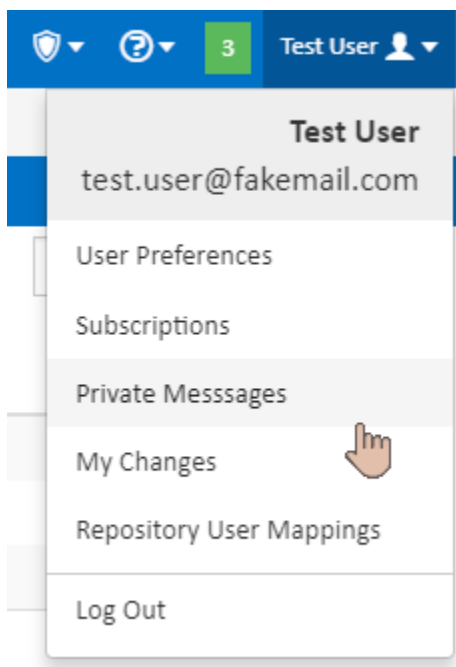 3 Test User
Test User
test.user@fakemail.com
User Preferences
Subscriptions
Private Messsages
My Changes
Repository User Mappings
Log Out